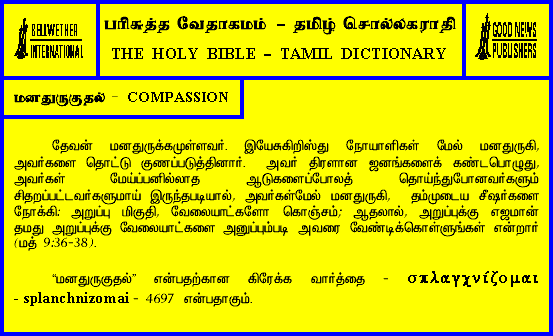 BELLWETHER
INTERNATIONAL
பரிசுத்த வேதாகமம் – தமிழ் சொல்லகராதி
THE HOLY BIBLE – TAMIL DICTIONARY
GOOD NEWS
PUBLISHERS
மனதுருகுதல் – COMPASSION
தேவன் மனதுருக்கமுள்ளவர். இயேசுகிறிஸ்து நோயாளிகள் மேல் மனதுருகி,
அவர்களை தொட்டு குணப்படுத்தினார். அவர் திரளான ஜனங்களைக் கண்டபொழுது,
அவர்கள் மேய்ப்பனில்லாத ஆடுகளைப்போலத் தொய்ந்துபோனவர்களும்
சிதறப்பட்டவர்களுமாய் இருந்தபடியால், அவர்கள்மேல் மனதுருகி, தம்முடைய சீஷர்களை
நோக்கி: அறுப்பு மிகுதி, வேலையாட்களோ கொஞ்சம்; ஆதலால், அறுப்புக்கு எஜமான்
தமது அறுப்புக்கு வேலையாட்களை அனுப்பும்படி அவரை வேண்டிக்கொள்ளுங்கள் என்றார்
(மத் 9:36-38).
“மனதுருகுதல்” என்பதற்கான கிரேக்க வார்த்தை - σπλαγχνίζομαι
- splanchnizomai - 4697 என்பதாகும்.